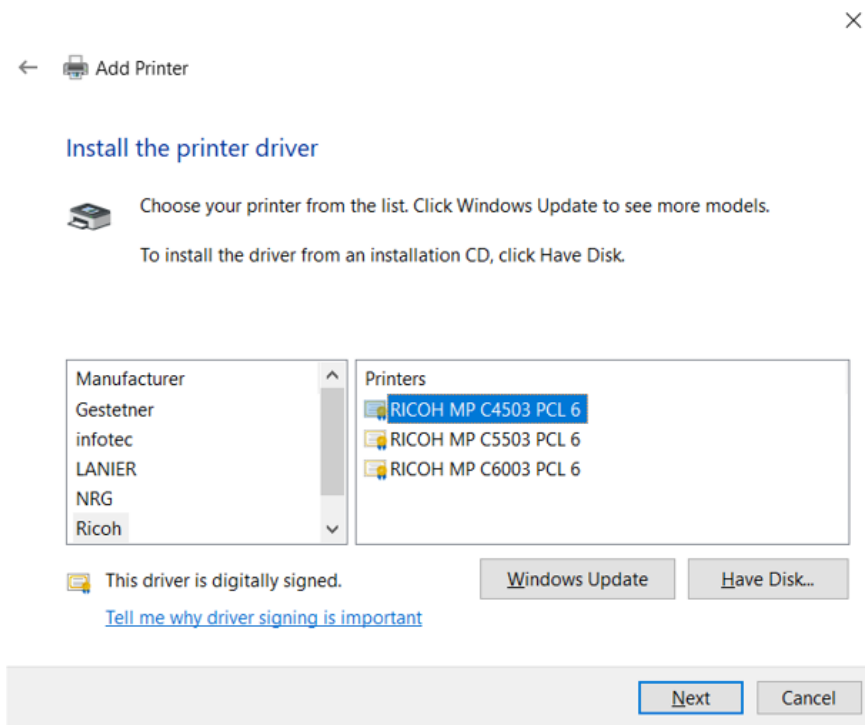 Add Printer
Install the printer driver
Choose your printer from the list. Click Windows Update to see more models.
To install the driver from an installation CD, click Have Disk.
Manufacturer
Gestetner
infotec
LANIER
NRG
Ricoh
Printers
RICOH MP C4503 PCL 6
RICOH MP C5503 PCL 6
RICOH MP C6003 PCL 6
This driver is digitally signed.
Tell me why driver signing is important
Windows Update
Have Disk...
Next
Cancel